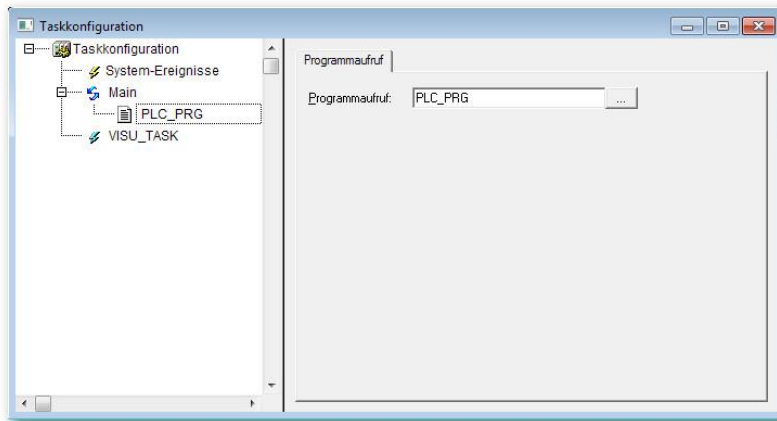 Taskkonfiguration
Taskkonfiguration
System-Ereignisse
Main
PLC_PRG
VISU_TASK
Programmaufruf
Programmaufruf: PLC_PRG ...